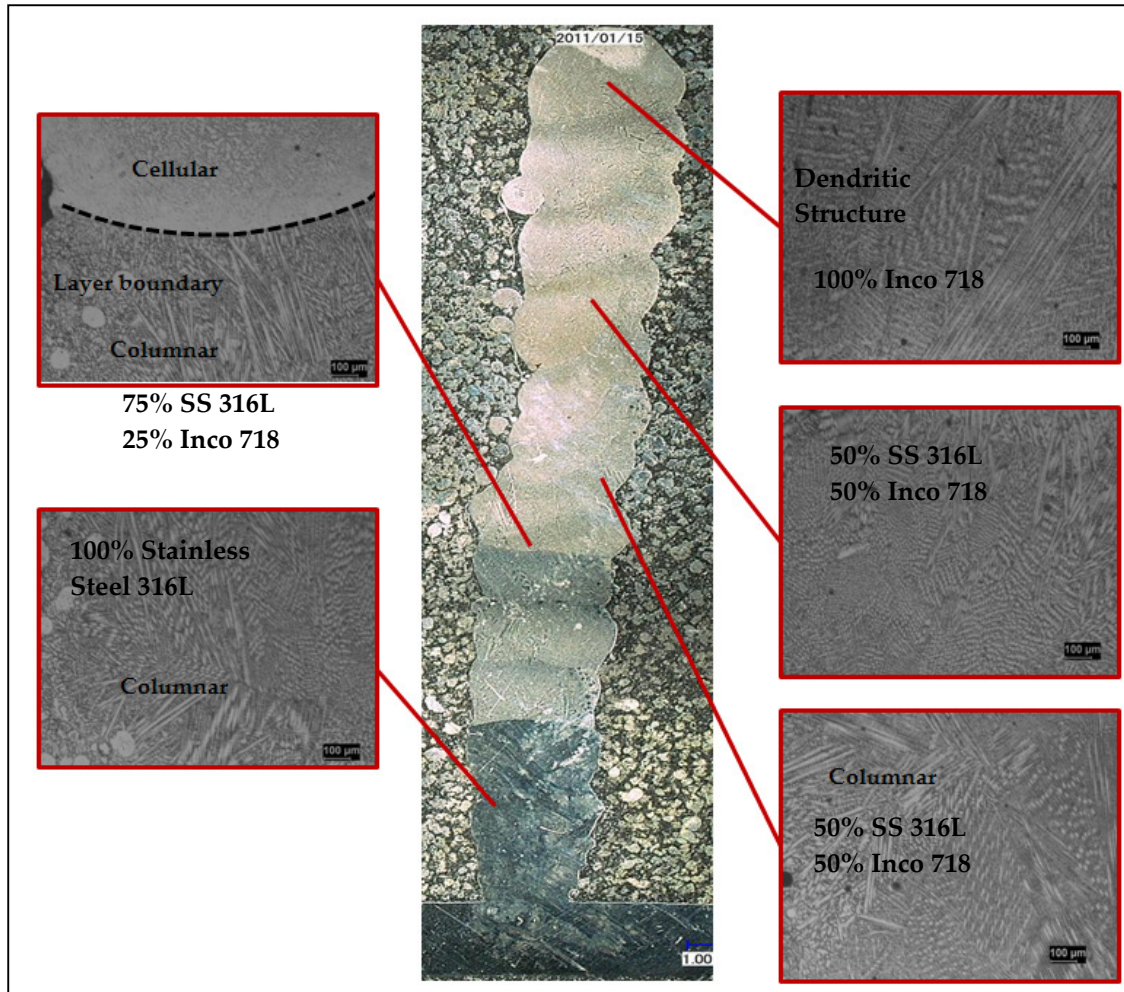 2011/01/15
Cellular
Layer boundary
Columnar
100 µm
75% SS 316L
25% Inco 718
100% Stainless
Steel 316L
Columnar
100 µm
Dendritic
Structure
100% Inco 718
100 µm
50% SS 316L
50% Inco 718
100 µm
Columnar
50% SS 316L
50% Inco 718
100 µm
1.00